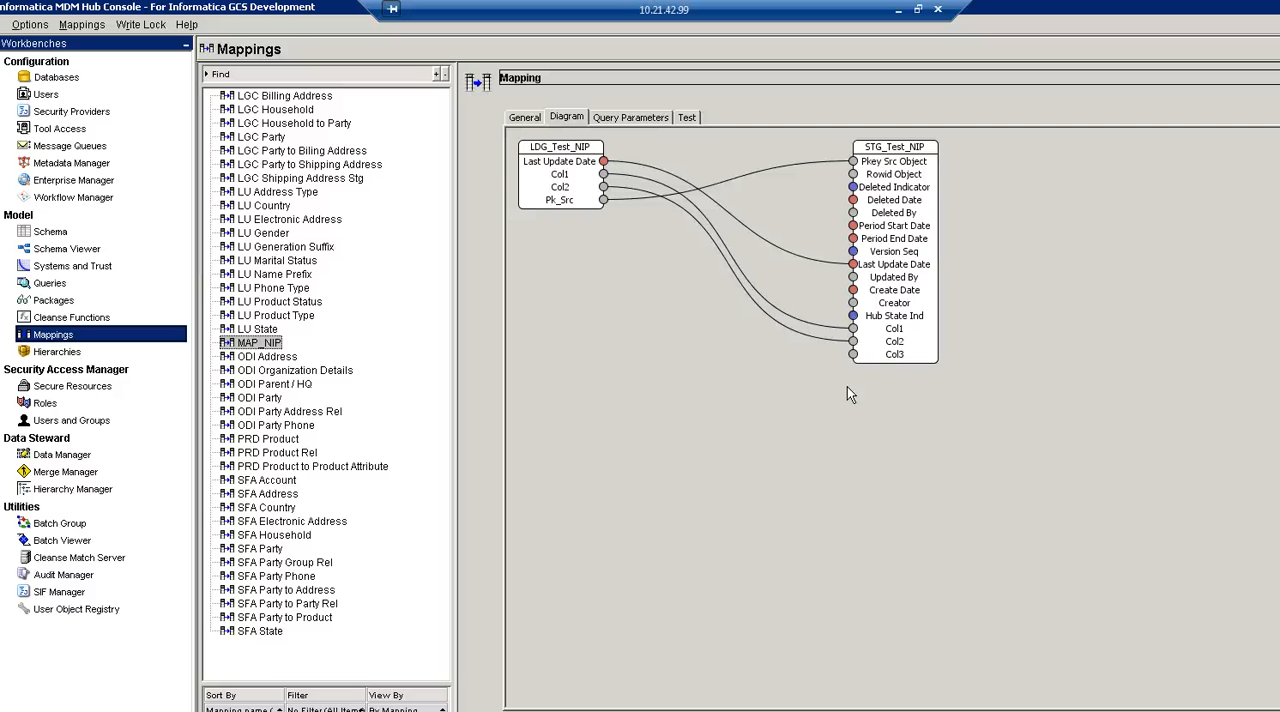 nformatica MDM Hub Console - For Informatica GCS Development
10.21.42.99
Options Mappings Write Lock Help
Workbenches
Configuration
Databases
Users
Security Providers
Tool Access
Message Queues
Metadata Manager
Enterprise Manager
Workflow Manager
Model
Schema
Schema Viewer
Systems and Trust
Queries
Packages
Cleanse Functions
Mappings
Hierarchies
Security Access Manager
Secure Resources
Roles
Users and Groups
Data Steward
Data Manager
Merge Manager
Hierarchy Manager
Utilities
Batch Group
Batch Viewer
Cleanse Match Server
Audit Manager
SIF Manager
User Object Registry
Mappings
Find
+ -
LGC Billing Address
LGC Household
LGC Household to Party
LGC Party
LGC Party to Billing Address
LGC Party to Shipping Address
LGC Shipping Address Stg
LU Address Type
LU Country
LU Electronic Address
LU Gender
LU Generation Suffix
LU Marital Status
LU Name Prefix
LU Phone Type
LU Product Status
LU Product Type
LU State
MAP_NIP
ODI Address
ODI Organization Details
ODI Parent / HQ
ODI Party
ODI Party Address Rel
ODI Party Phone
PRD Product
PRD Product Rel
PRD Product to Product Attribute
SFA Account
SFA Address
SFA Country
SFA Electronic Address
SFA Household
SFA Party
SFA Party Group Rel
SFA Party Phone
SFA Party to Address
SFA Party to Party Rel
SFA Party to Product
SFA State
Sort By Filter View By
Mapping name ( No Filter (All Items By Mapping
Mapping
General Diagram Query Parameters Test
LDG_Test_NIP
Last Update Date
Col1
Col2
Pk_Src
STG_Test_NIP
Pkey Src Object
Rowid Object
Deleted Indicator
Deleted Date
Deleted By
Period Start Date
Period End Date
Version Seq
Last Update Date
Updated By
Create Date
Creator
Hub State Ind
Col1
Col2
Col3